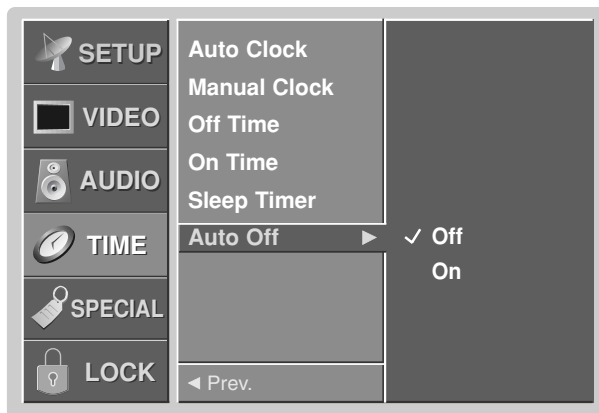 SETUP
VIDEO
AUDIO
TIME
SPECIAL
LOCK
Auto Clock
Manual Clock
Off Time
On Time
Sleep Timer
Auto Off ►
◄ Prev.
✓ Off
On